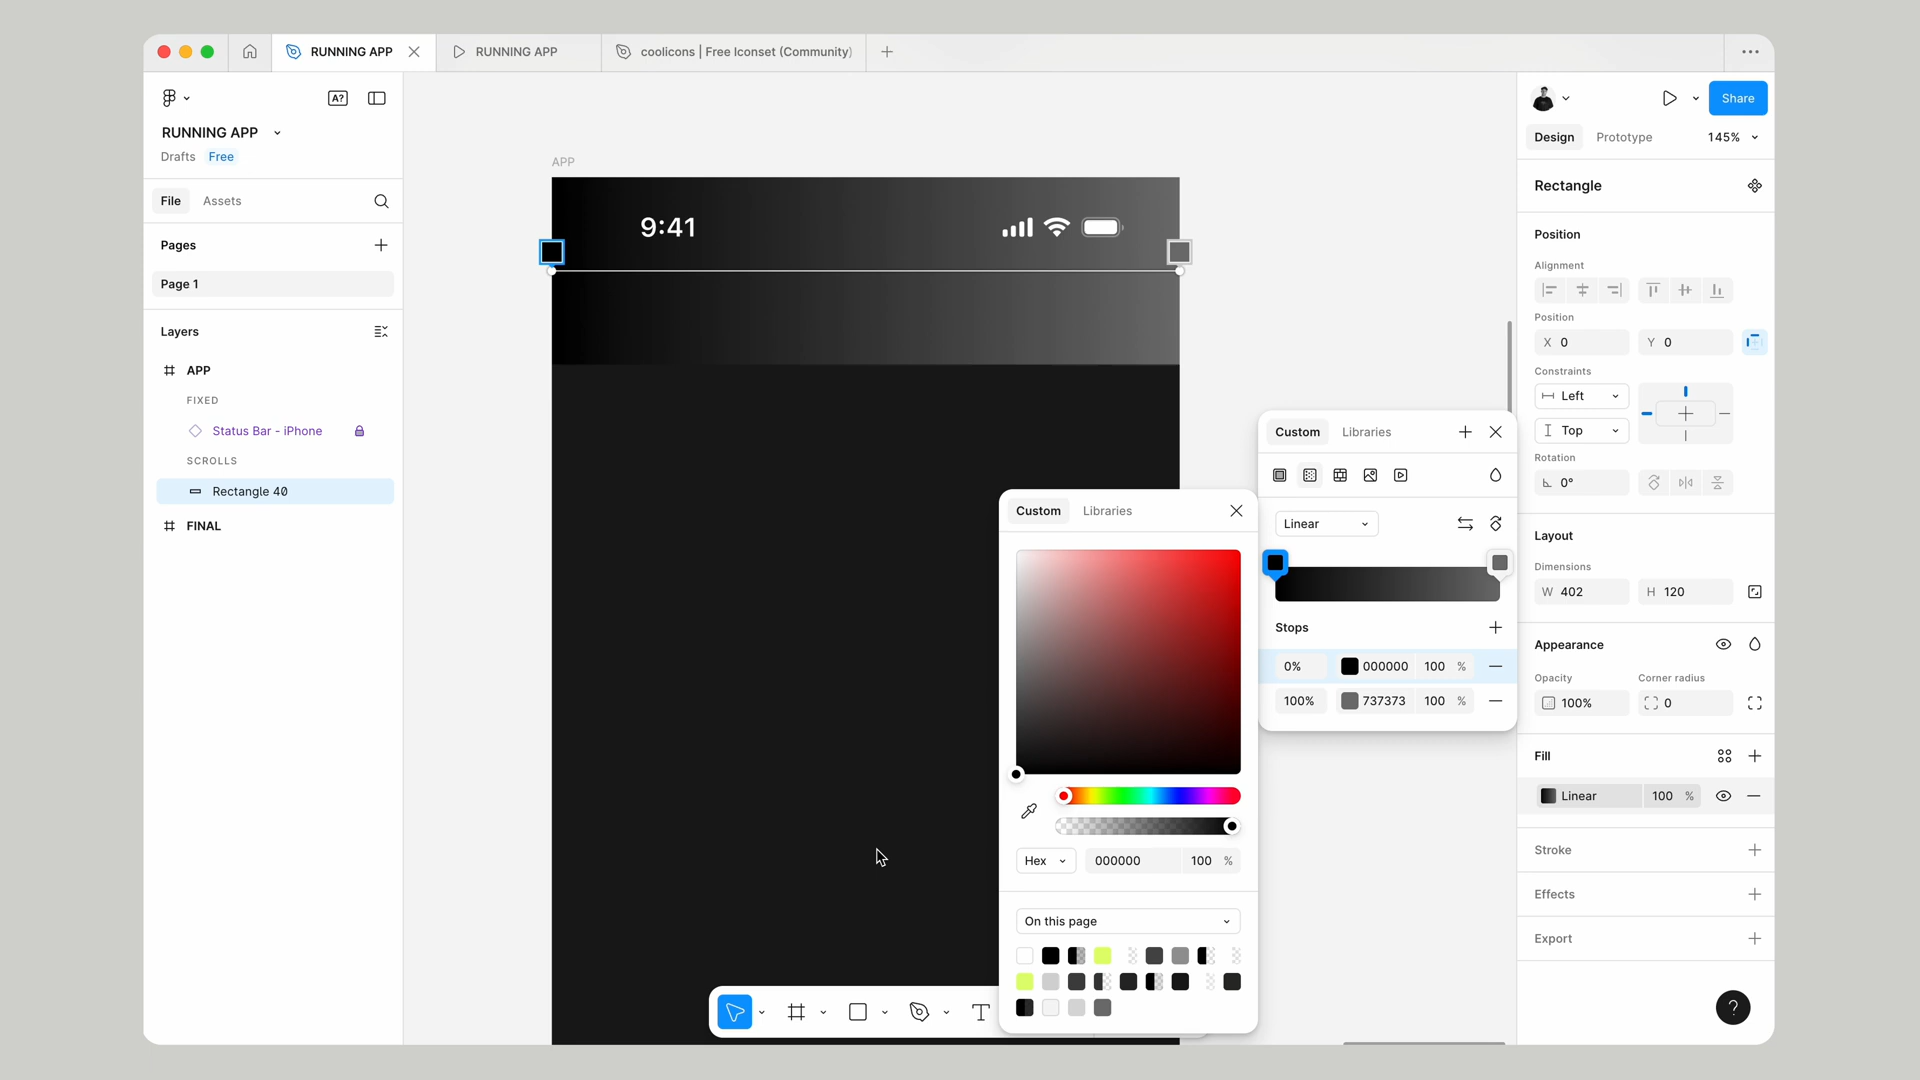 RUNNING APP
RUNNING APP
coolicons | Free Iconset (Community)
A?
RUNNING APP
Drafts Free
File Assets
Pages
Page 1
Layers
APP
FIXED
Status Bar - iPhone
SCROLLS
Rectangle 40
FINAL
APP
9:41
Custom Libraries
Hex 000000 100 %
On this page
Custom Libraries
Linear
Stops
0% 000000 100 %
100% 737373 100 %
Share
Design Prototype 145%
Rectangle
Position
Alignment
Position
X 0 Y 0
Constraints
Left
Top
Rotation
0°
Layout
Dimensions
W 402 H 120
Appearance
Opacity Corner radius
100% 0
Fill
Linear 100 %
Stroke
Effects
Export
?